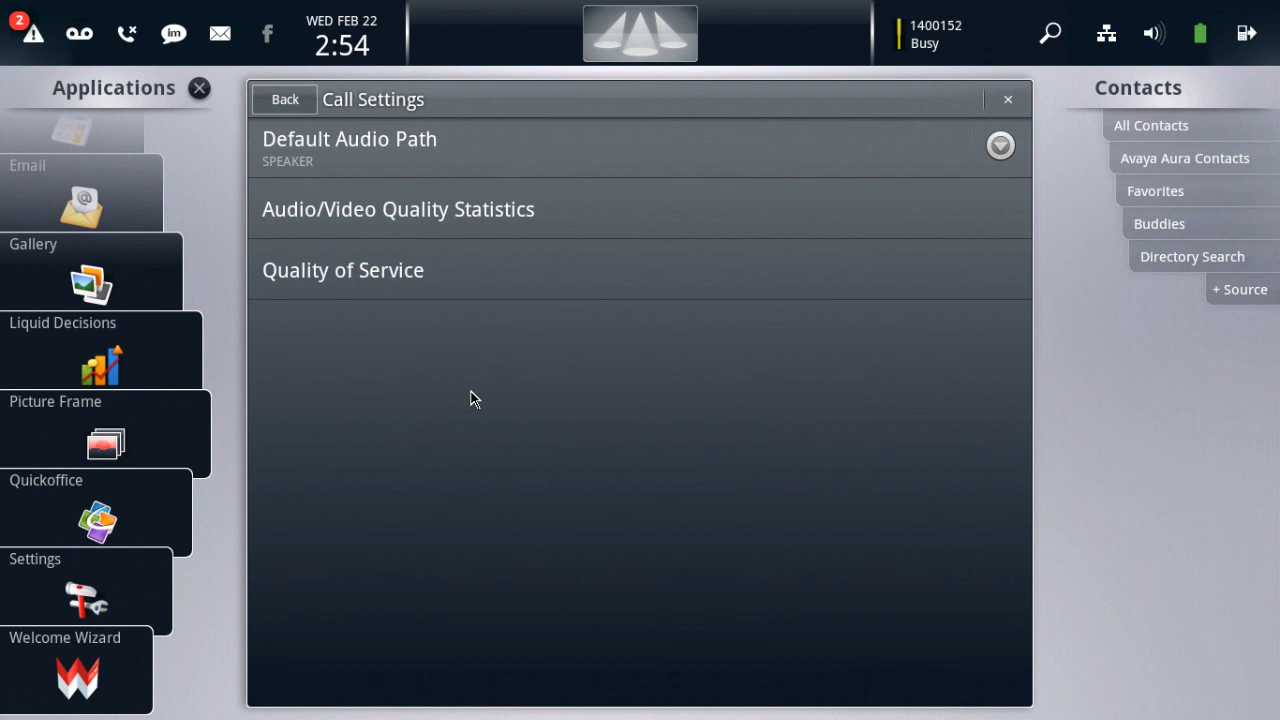 2
im
f
WED FEB 22
2:54
1400152
Busy
Applications
Email
Gallery
Liquid Decisions
Picture Frame
Quickoffice
Settings
Welcome Wizard
Back
Call Settings
×
Default Audio Path
SPEAKER
Audio/Video Quality Statistics
Quality of Service
Contacts
All Contacts
Avaya Aura Contacts
Favorites
Buddies
Directory Search
+ Source